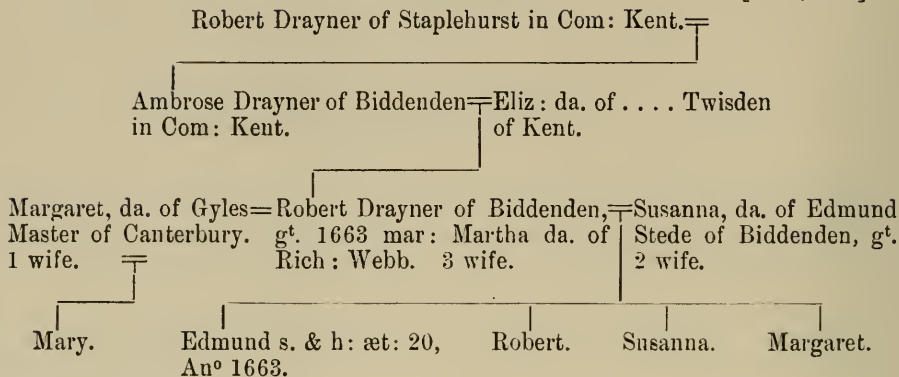 Robert Drayner of Staplehurst in Com: Kent.
Ambrose Drayner of Biddenden=Eliz: da. of .... Twisden
in Com: Kent. of Kent.
Margaret, da. of Gyles=Robert Drayner of Biddenden,=Susanna, da. of Edmund
Master of Canterbury. gt. 1663 mar: Martha da. of Stede of Biddenden, gt.
1 wife. Rich: Webb. 3 wife. 2 wife.
Mary. Edmund s. & h: æt: 20, Robert. Susanna. Margaret.
Ano 1663.